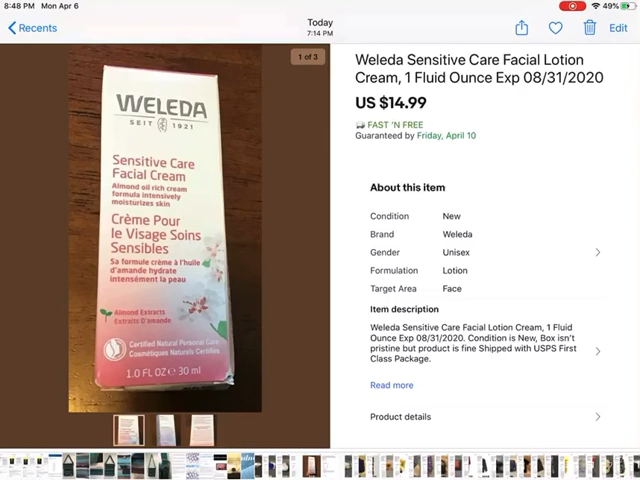 8:48 PM Mon Apr 6
49%
Recents
Today
7:14 PM
Edit
1 of 3
WELEDA
SEIT 1921
Sensitive Care
Facial Cream
Almond oil rich cream
formula intensively
moisturizes skin
Crème Pour
le Visage Soins
Sensibles
Sa formule crème à l'huile
d'amande hydrate
intensément la peau
Almond Extracts
Extraits D'amande
Certified Natural Personal Care
Cosmétiques Naturels Certifiés
1.0 FL OZ e 30 ml
Weleda Sensitive Care Facial Lotion
Cream, 1 Fluid Ounce Exp 08/31/2020
US $14.99
FAST 'N FREE
Guaranteed by Friday, April 10
About this item
Condition New
Brand Weleda
Gender Unisex
Formulation Lotion
Target Area Face
Item description
Weleda Sensitive Care Facial Lotion Cream, 1 Fluid
Ounce Exp 08/31/2020. Condition is New, Box isn't
pristine but product is fine Shipped with USPS First
Class Package.
Read more
Product details